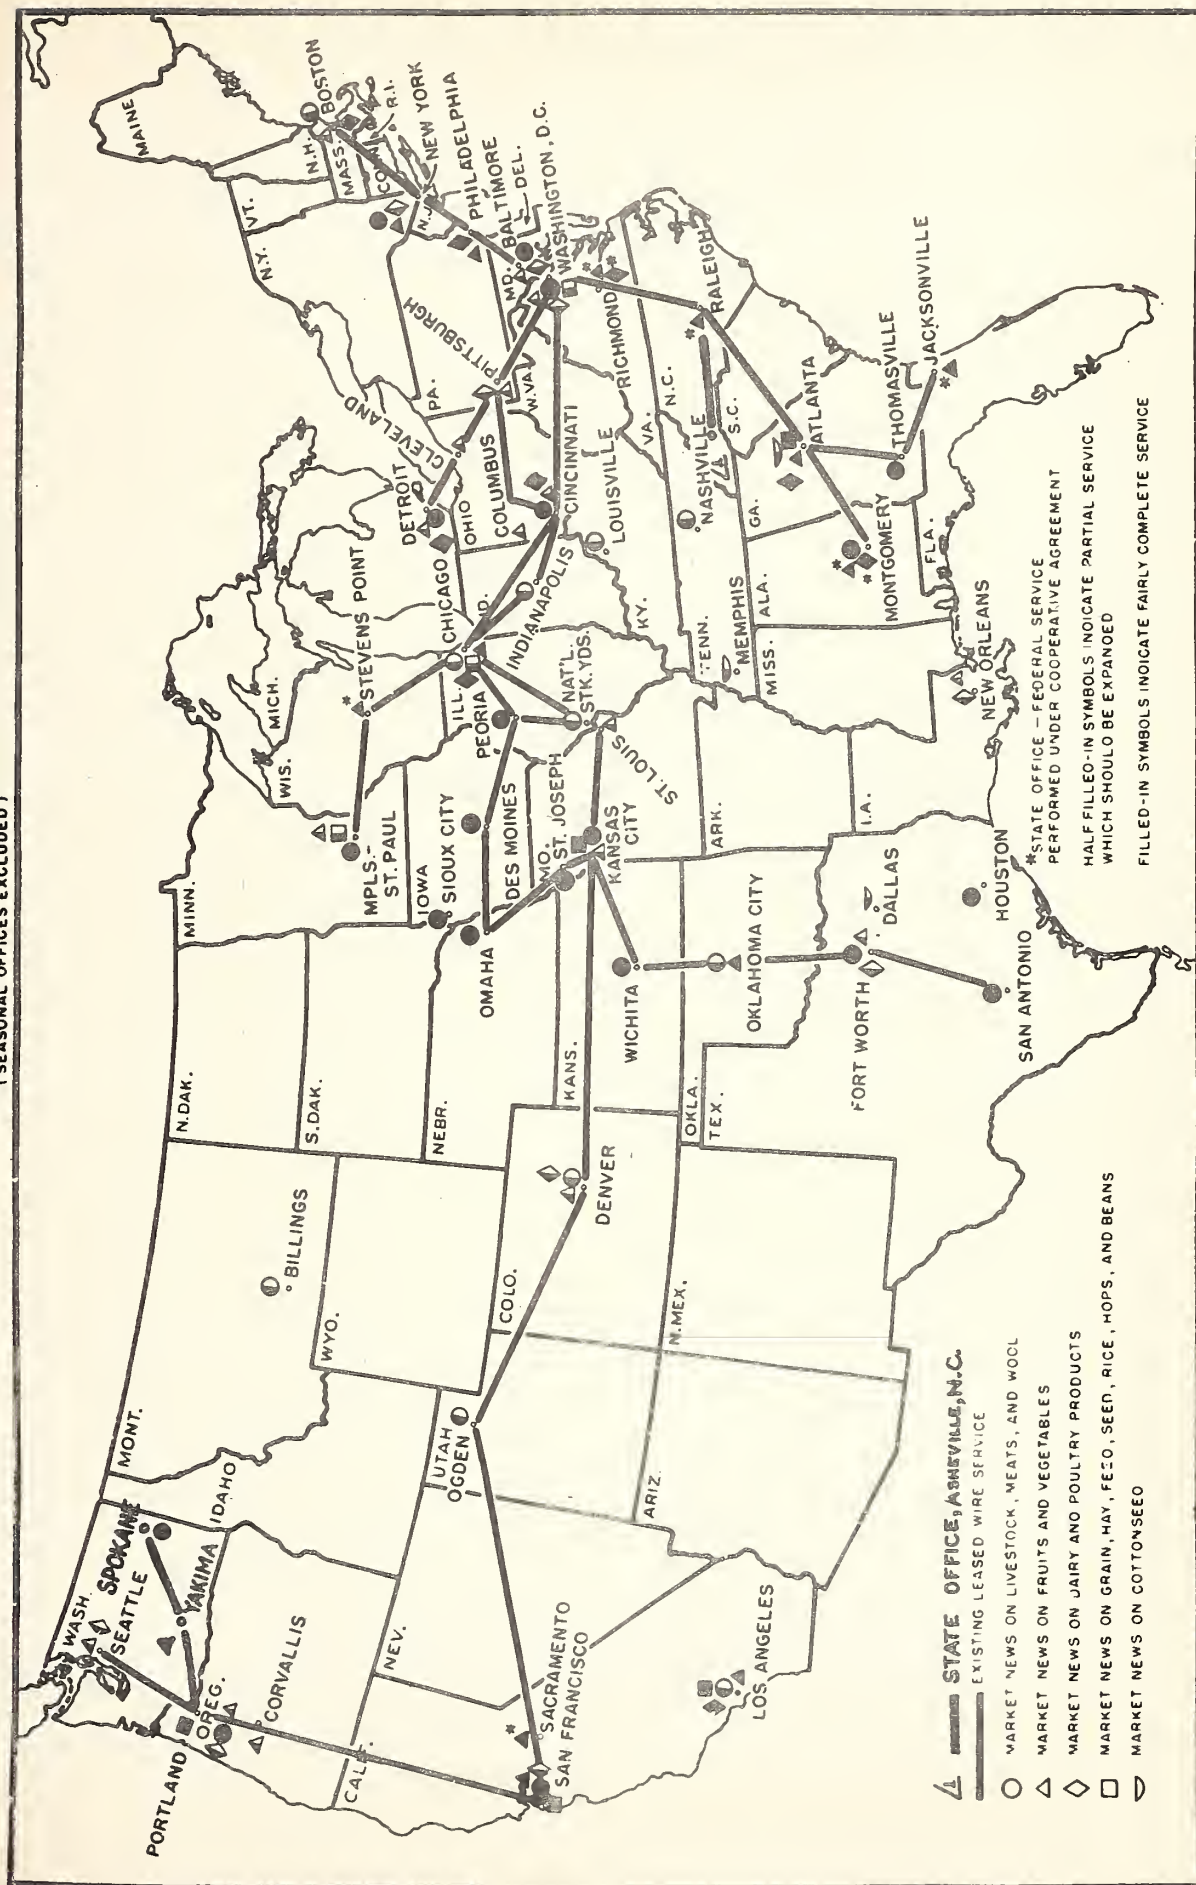 (SEASONAL OFFICES EXCLUDED)
WASH.
SPOKANE
SEATTLE
YAKIMA
PORTLAND
OREG.
CORVALLIS
IDAHO
MONT.
BILLINGS
WYO.
N.DAK.
S.DAK.
NEBR.
MINN.
MPLS.-
ST.PAUL
WIS.
STEVENS POINT
MICH.
IOWA
SIOUX CITY
OMAHA
DES MOINES
ILL.
CHICAGO
PEORIA
DETROIT
CLEVELAND
OHIO
COLUMBUS
CINCINNATI
INDIANAPOLIS
PA.
PITTSBURGH
N.Y.
VT.
MAINE
N.H.
MASS.
BOSTON
R.I.
NEW YORK
N.J.
PHILADELPHIA
BALTIMORE
DEL.
MD.
WASHINGTON, D.C.
W.VA.
VA.
RICHMOND
N.C.
RALEIGH
S.C.
KY.
LOUISVILLE
NASHVILLE
MEMPHIS
NAT'L.
STK. YDS.
ST. LOUIS
MO.
ST. JOSEPH
KANSAS
CITY
KANS.
WICHITA
COLO.
DENVER
UTAH
OGDEN
NEV.
CALIF.
SACRAMENTO
SAN FRANCISCO
LOS ANGELES
ARIZ.
N.MEX.
OKLA.
TEX.
OKLAHOMA CITY
FORT WORTH
DALLAS
SAN ANTONIO
HOUSTON
ARK.
MISS.
ALA.
GA.
ATLANTA
MONTGOMERY
THOMASVILLE
JACKSONVILLE
FLA.
NEW ORLEANS
STATE OFFICE, ASHEVILLE, N.C.
EXISTING LEASED WIRE SERVICE
MARKET NEWS ON LIVESTOCK, MEATS, AND WOOL
MARKET NEWS ON FRUITS AND VEGETABLES
MARKET NEWS ON DAIRY AND POULTRY PRODUCTS
MARKET NEWS ON GRAIN, HAY, FEED, SEED, RICE, HOPS, AND BEANS
MARKET NEWS ON COTTONSEED
*STATE OFFICE – FEDERAL SERVICE
PERFORMED UNDER COOPERATIVE AGREEMENT
HALF FILLED-IN SYMBOLS INDICATE PARTIAL SERVICE
WHICH SHOULD BE EXPANDED
FILLED-IN SYMBOLS INDICATE FAIRLY COMPLETE SERVICE